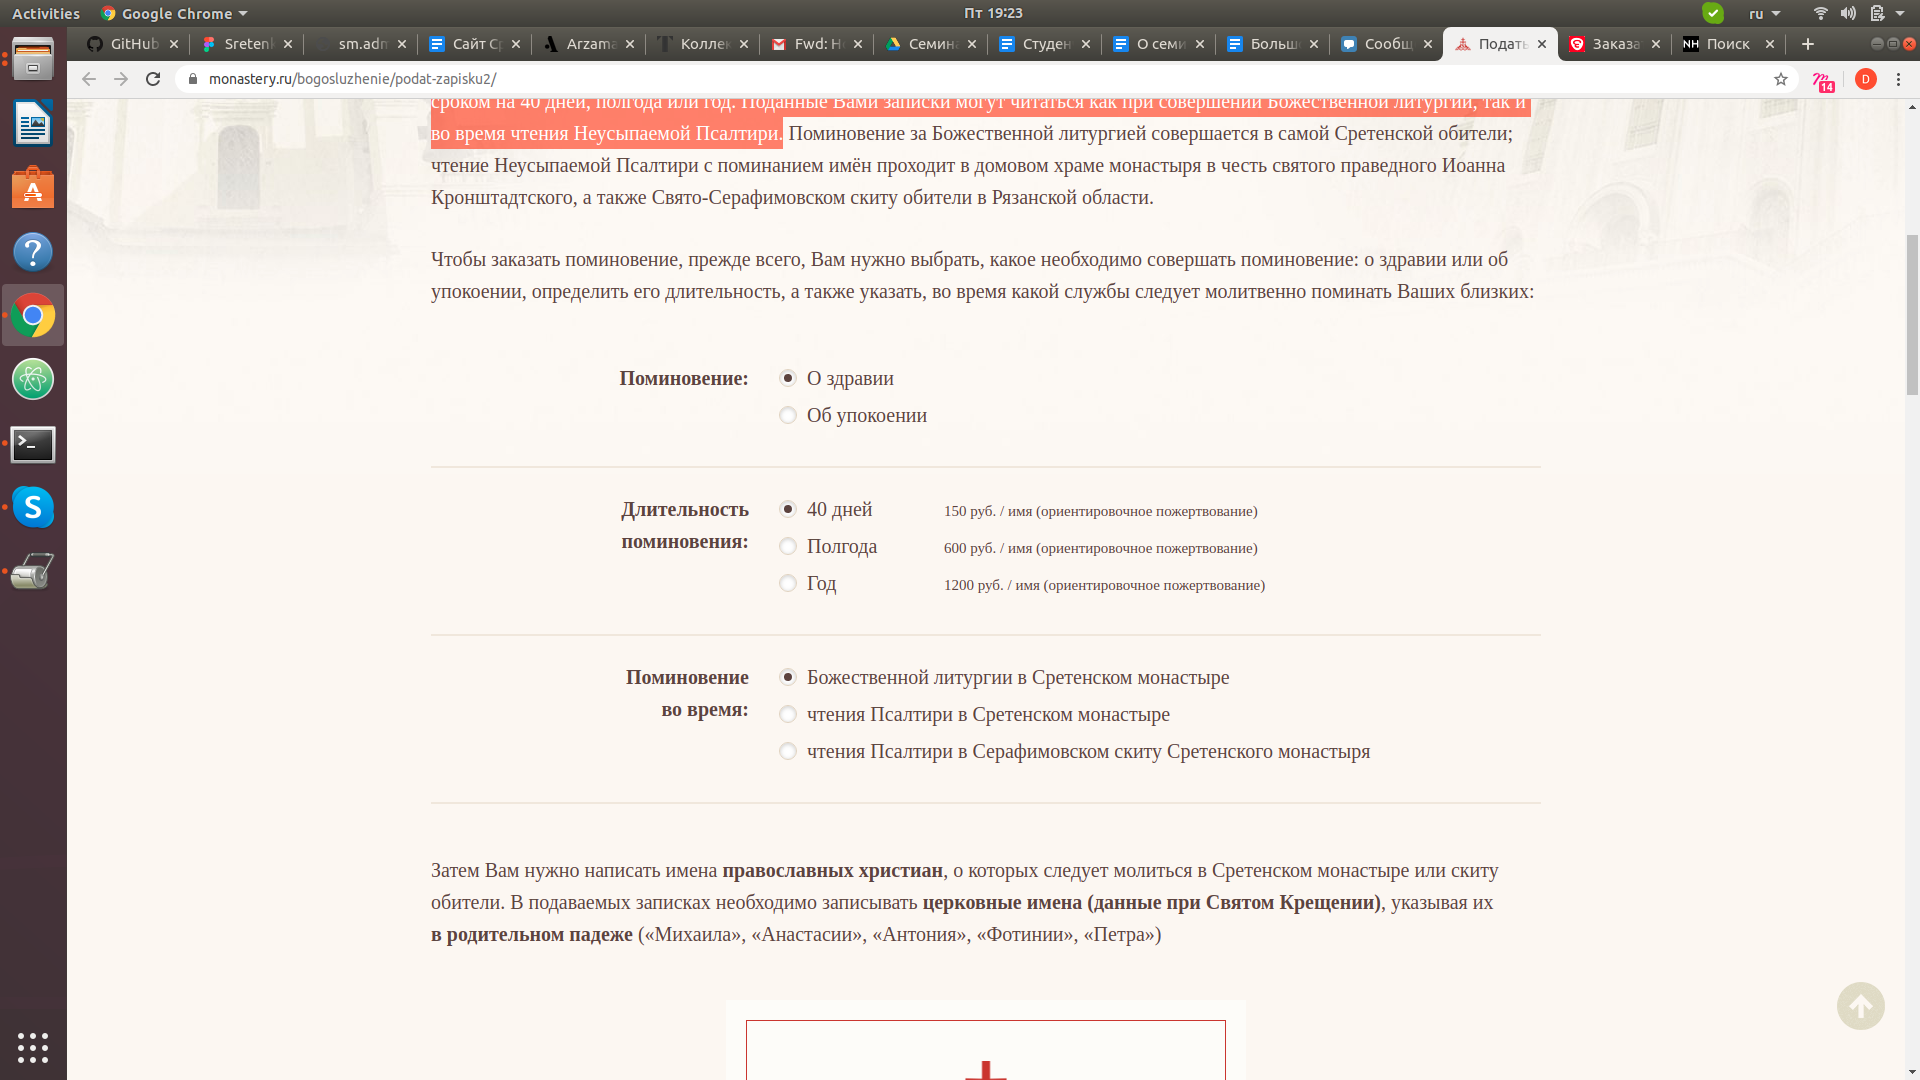 Activities
Google Chrome
Пт 19:23
ru
GitHub
Sreten
sm.adm
Сайт С
Arzama
Коллек
Fwd: H
Семин
Студен
О семи
Больш
Сообщ
Подать
Заказа
NH Поиск
monastery.ru/bogosluzhenie/podat-zapisku2/
14
D
сроком на 40 дней, полгода или год. Поданные Вами записки могут читаться как при совершении Божественной литургии, так и
во время чтения Неусыпаемой Псалтири. Поминовение за Божественной литургией совершается в самой Сретенской обители;
чтение Неусыпаемой Псалтири с поминанием имён проходит в домовом храме монастыря в честь святого праведного Иоанна
Кронштадтского, а также Свято-Серафимовском скиту обители в Рязанской области.
Чтобы заказать поминовение, прежде всего, Вам нужно выбрать, какое необходимо совершать поминовение: о здравии или об
упокоении, определить его длительность, а также указать, во время какой службы следует молитвенно поминать Ваших близких:
Поминовение:
О здравии
Об упокоении
Длительность
поминовения:
40 дней 150 руб. / имя (ориентировочное пожертвование)
Полгода 600 руб. / имя (ориентировочное пожертвование)
Год 1200 руб. / имя (ориентировочное пожертвование)
Поминовение
во время:
Божественной литургии в Сретенском монастыре
чтения Псалтири в Сретенском монастыре
чтения Псалтири в Серафимовском скиту Сретенского монастыря
Затем Вам нужно написать имена православных христиан, о которых следует молиться в Сретенском монастыре или скиту
обители. В подаваемых записках необходимо записывать церковные имена (данные при Святом Крещении), указывая их
в родительном падеже («Михаила», «Анастасии», «Антония», «Фотинии», «Петра»)